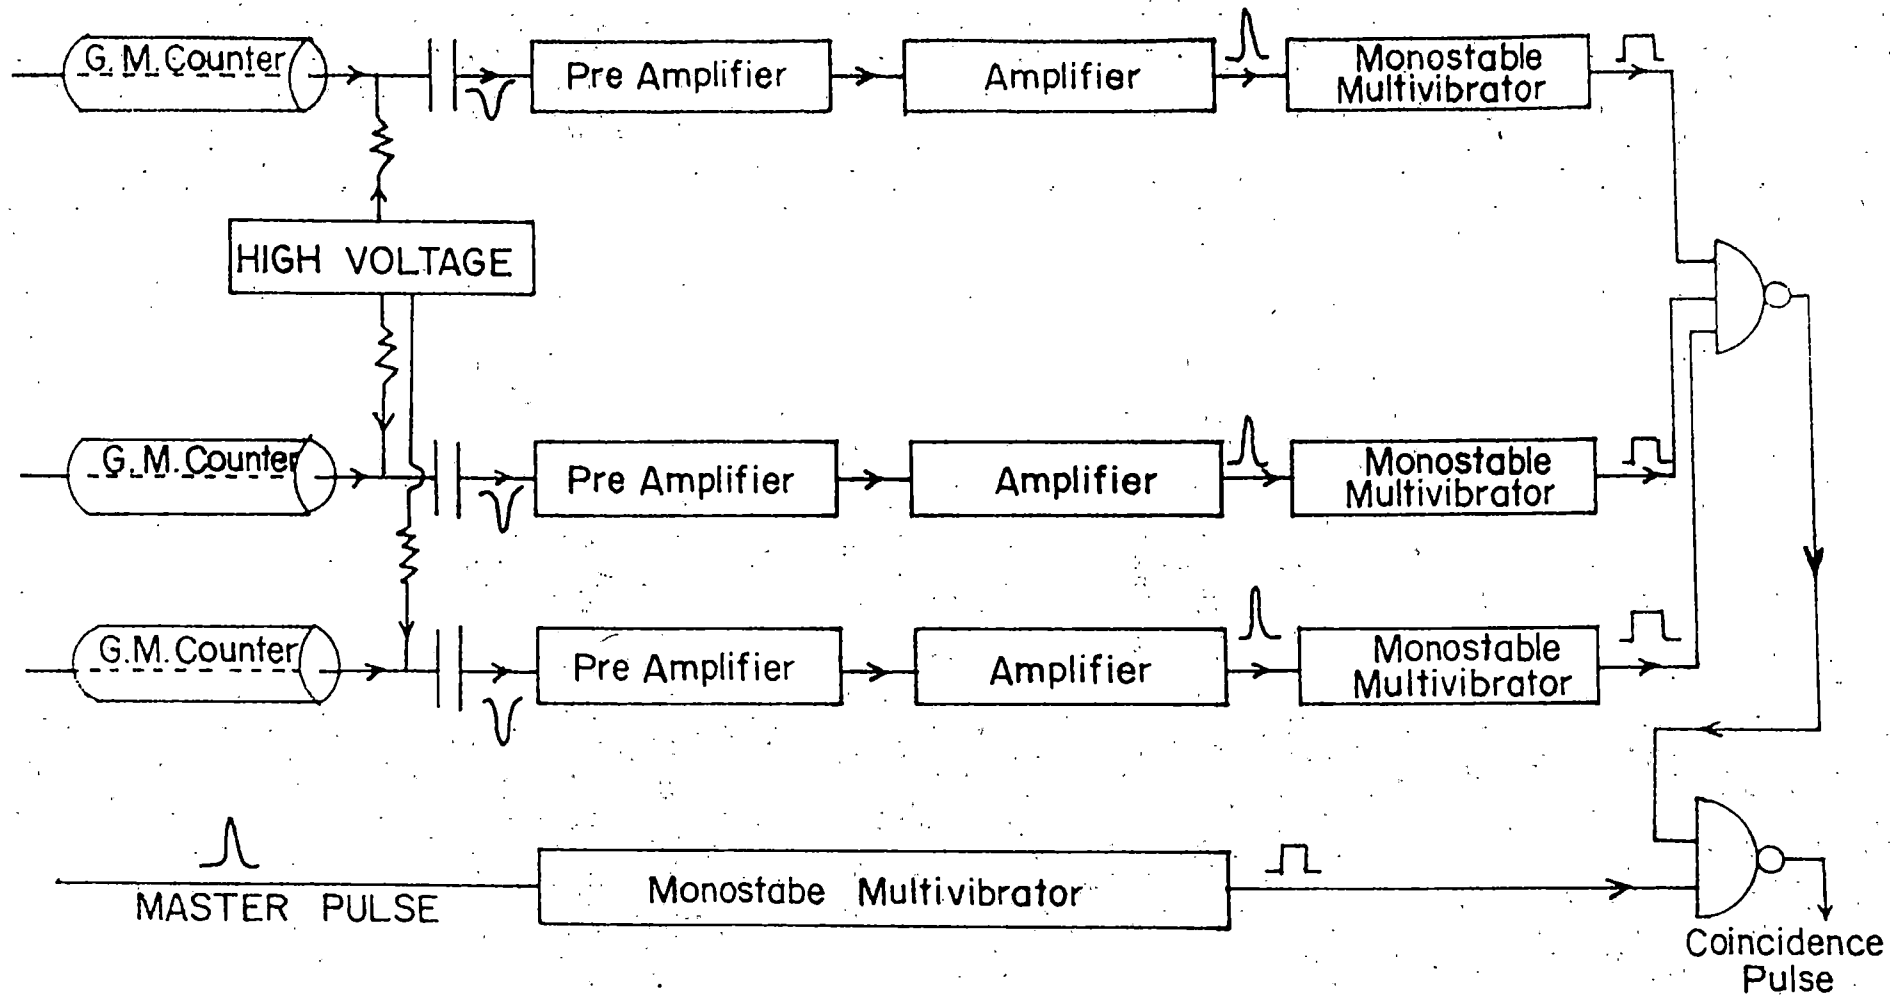 G. M. Counter
Pre Amplifier
Amplifier
Monostable
Multivibrator
HIGH VOLTAGE
G. M. Counter
Pre Amplifier
Amplifier
Monostable
Multivibrator
G.M. Counter
Pre Amplifier
Amplifier
Monostable
Multivibrator
MASTER PULSE
Monostabe Multivibrator
Coincidence
Pulse